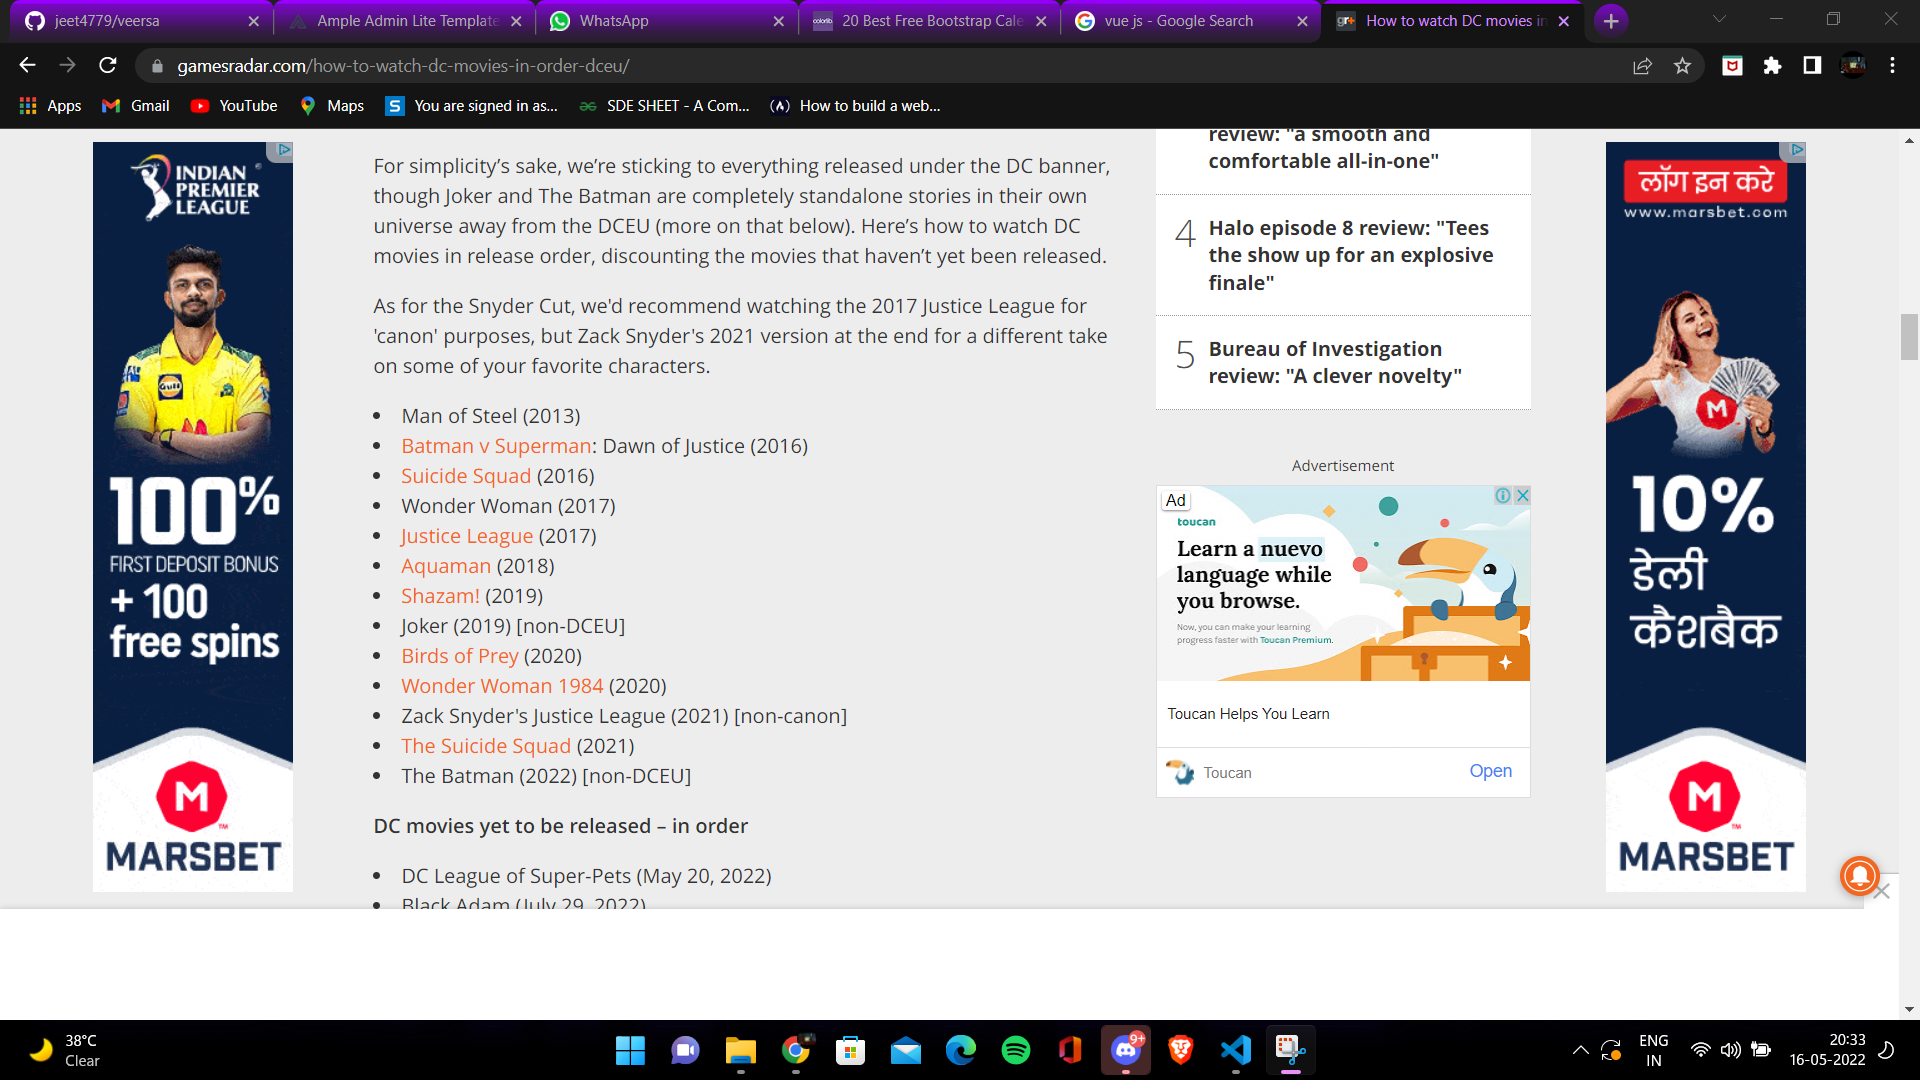 jeet4779/veersa
Ample Admin Lite Template
WhatsApp
20 Best Free Bootstrap Cale
vue js - Google Search
How to watch DC movies in
gamesradar.com/how-to-watch-dc-movies-in-order-dceu/
Apps
Gmail
YouTube
Maps
You are signed in as...
SDE SHEET - A Com...
How to build a web...
INDIAN
PREMIER
LEAGUE
Gulf
100%
FIRST DEPOSIT BONUS
+ 100
free spins
M
MARSBET
For simplicity’s sake, we’re sticking to everything released under the DC banner,
though Joker and The Batman are completely standalone stories in their own
universe away from the DCEU (more on that below). Here’s how to watch DC
movies in release order, discounting the movies that haven’t yet been released.
As for the Snyder Cut, we'd recommend watching the 2017 Justice League for
'canon' purposes, but Zack Snyder's 2021 version at the end for a different take
on some of your favorite characters.
Man of Steel (2013)
Batman v Superman: Dawn of Justice (2016)
Suicide Squad (2016)
Wonder Woman (2017)
Justice League (2017)
Aquaman (2018)
Shazam! (2019)
Joker (2019) [non-DCEU]
Birds of Prey (2020)
Wonder Woman 1984 (2020)
Zack Snyder's Justice League (2021) [non-canon]
The Suicide Squad (2021)
The Batman (2022) [non-DCEU]
DC movies yet to be released – in order
DC League of Super-Pets (May 20, 2022)
Black Adam (July 29, 2022)
review: "a smooth and
comfortable all-in-one"
4
Halo episode 8 review: "Tees
the show up for an explosive
finale"
5
Bureau of Investigation
review: "A clever novelty"
Advertisement
Ad
toucan
Learn a nuevo
language while
you browse.
Now, you can make your learning
progress faster with Toucan Premium.
Toucan Helps You Learn
Toucan
Open
लॉग इन करे
www.marsbet.com
M
10%
डेली
कैशबैक
M
MARSBET
38°C
Clear
9+
ENG
IN
20:33
16-05-2022